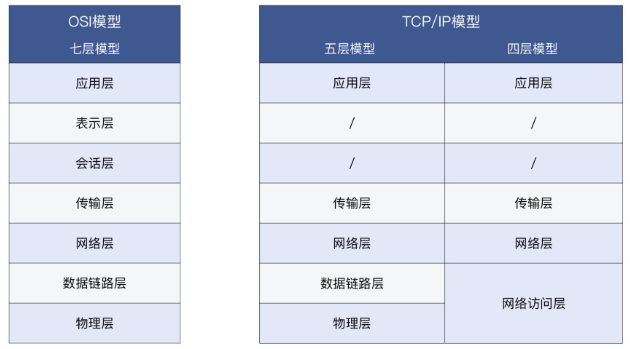 OSI模型
七层模型
应用层
表示层
会话层
传输层
网络层
数据链路层
物理层
TCP/IP模型
五层模型 四层模型
应用层 应用层
/ /
/ /
传输层 传输层
网络层 网络层
数据链路层
网络访问层
物理层